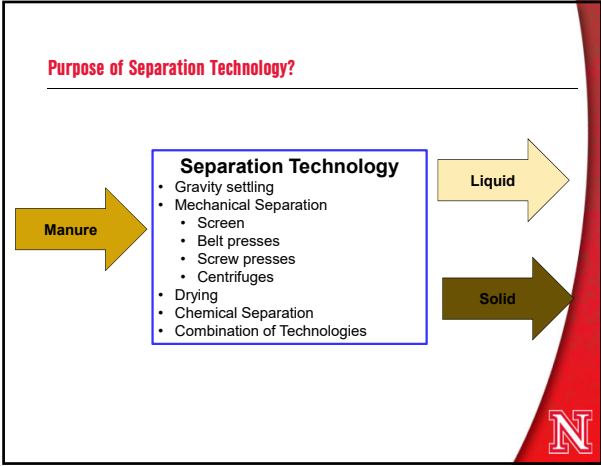 Purpose of Separation Technology?
Manure
Separation Technology
• Gravity settling
• Mechanical Separation
• Screen
• Belt presses
• Screw presses
• Centrifuges
• Drying
• Chemical Separation
• Combination of Technologies
Liquid
Solid
N